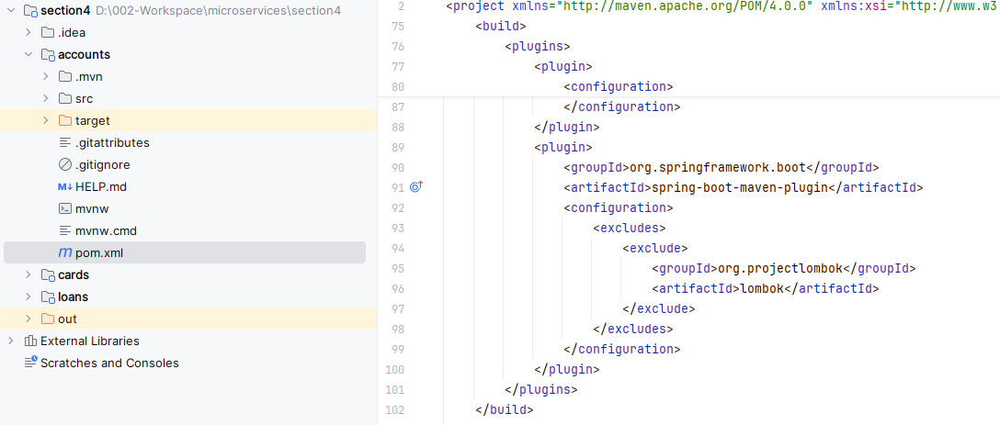 section4 D:\002-Workspace\microservices\section4
.idea
accounts
.mvn
src
target
.gitattributes
.gitignore
HELP.md
mvnw
mvnw.cmd
pom.xml
cards
loans
out
External Libraries
Scratches and Consoles
2 <project xmlns="http://maven.apache.org/POM/4.0.0" xmlns:xsi="http://www.w3
75 <build>
76 <plugins>
77 <plugin>
80 <configuration>
87 </configuration>
88 </plugin>
89 <plugin>
90 <groupId>org.springframework.boot</groupId>
91 <artifactId>spring-boot-maven-plugin</artifactId>
92 <configuration>
93 <excludes>
94 <exclude>
95 <groupId>org.projectlombok</groupId>
96 <artifactId>lombok</artifactId>
97 </exclude>
98 </excludes>
99 </configuration>
100 </plugin>
101 </plugins>
102 </build>